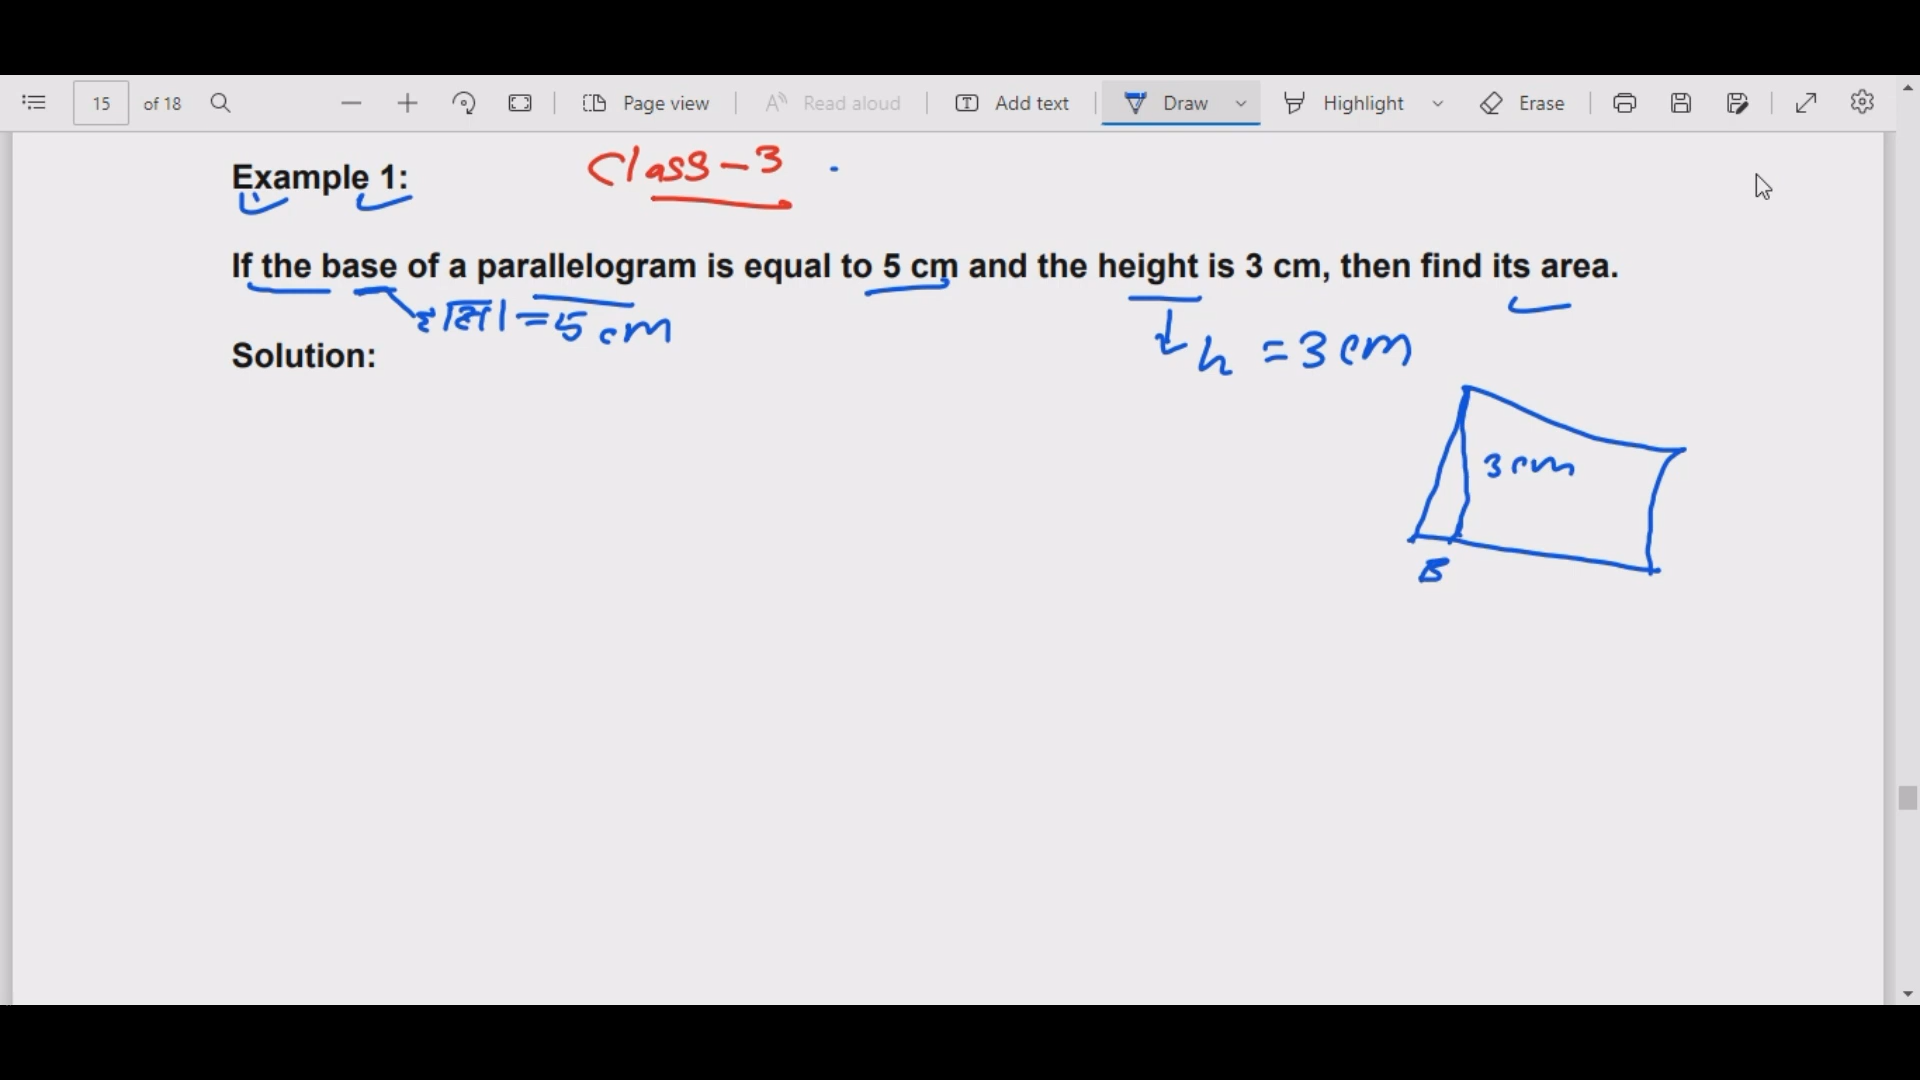 15 of 18 Page view Read aloud Add text Draw Highlight Erase
Example 1: Class-3
If the base of a parallelogram is equal to 5 cm and the height is 3 cm, then find its area.
= 5 cm
Solution:
h = 3 cm
3 cm
B